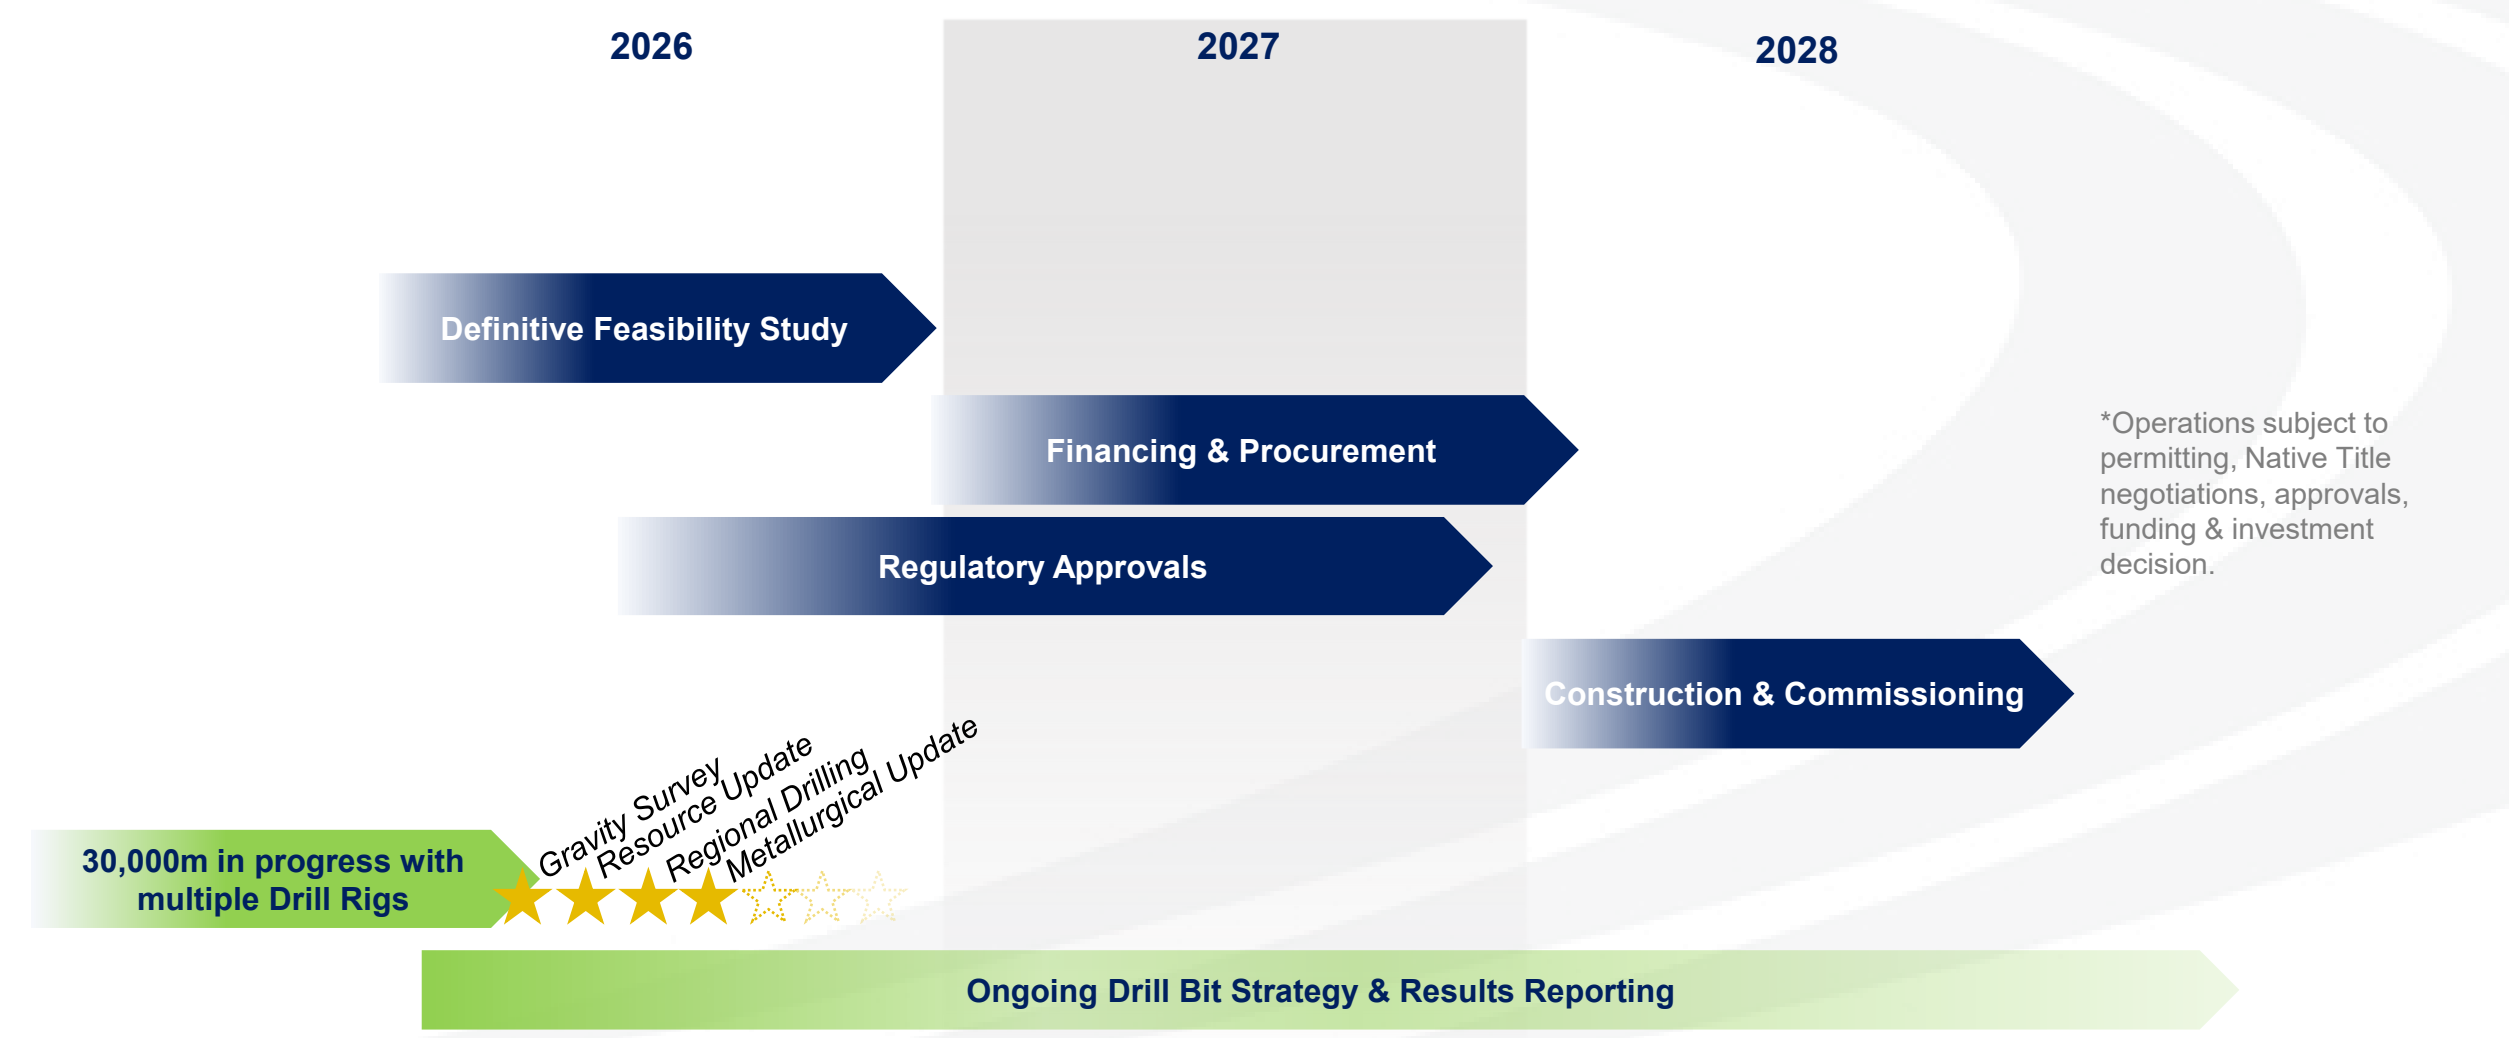 2026
2027
2028
Definitive Feasibility Study
Financing & Procurement
*Operations subject to
permitting, Native Title
negotiations, approvals,
funding & investment
decision.
Regulatory Approvals
Construction & Commissioning
Gravity Survey
Resource Update
Regional Drilling
Metallurgical Update
30,000m in progress with
multiple Drill Rigs
Ongoing Drill Bit Strategy & Results Reporting